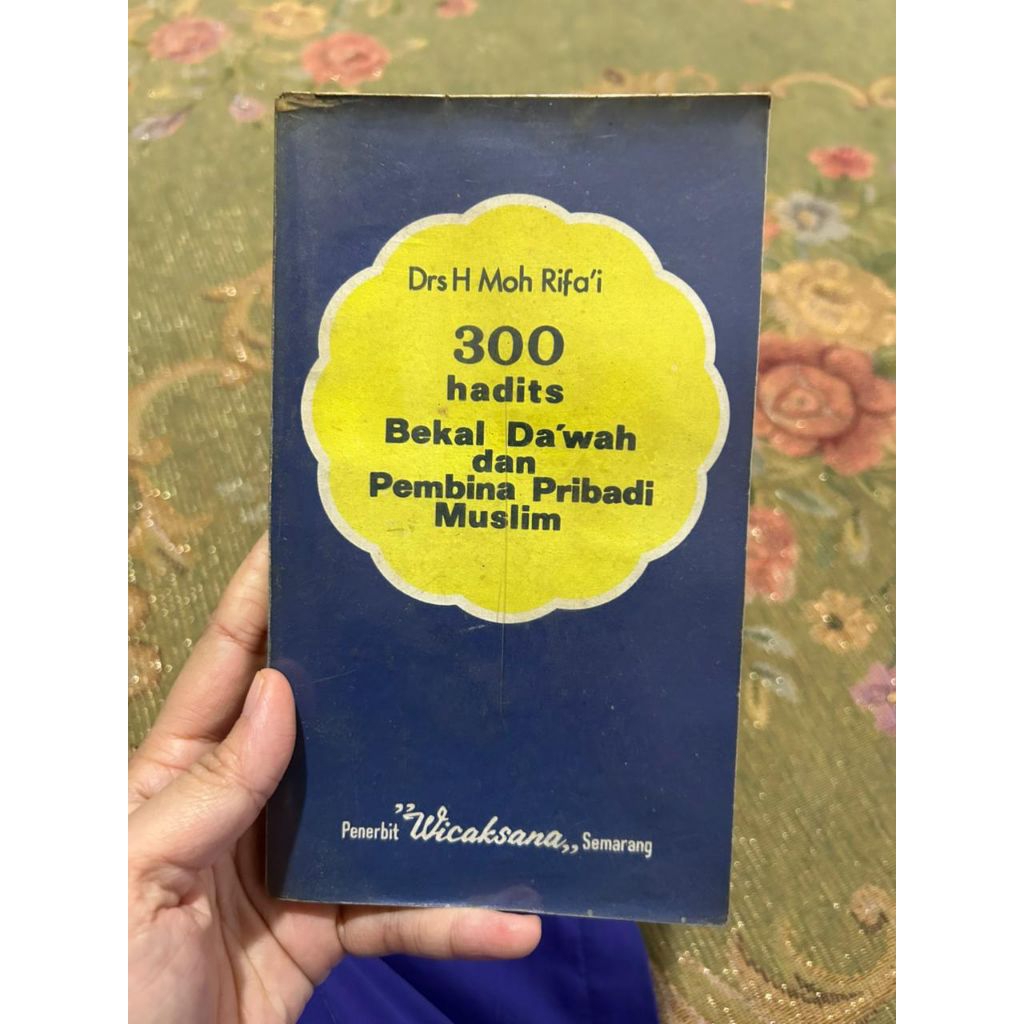 Drs H Moh Rifa'i
300
hadits
Bekal Da'wah
dan
Pembina Pribadi
Muslim
Penerbit ,,Wicaksana,, Semarang